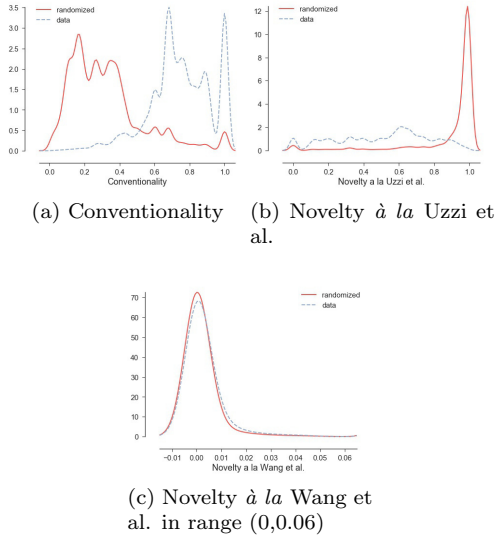 randomized
data
3.5
3.0
2.5
2.0
1.5
1.0
0.5
0.0
0.0 0.2 0.4 0.6 0.8 1.0
Conventionality
(a) Conventionality
randomized
data
12
10
8
6
4
2
0
0.0 0.2 0.4 0.6 0.8 1.0
Novelty a la Uzzi et al.
(b) Novelty à la Uzzi et
al.
randomized
data
70
60
50
40
30
20
10
0
−0.01 0.00 0.01 0.02 0.03 0.04 0.05 0.06
Novelty a la Wang et al.
(c) Novelty à la Wang et
al. in range (0,0.06)